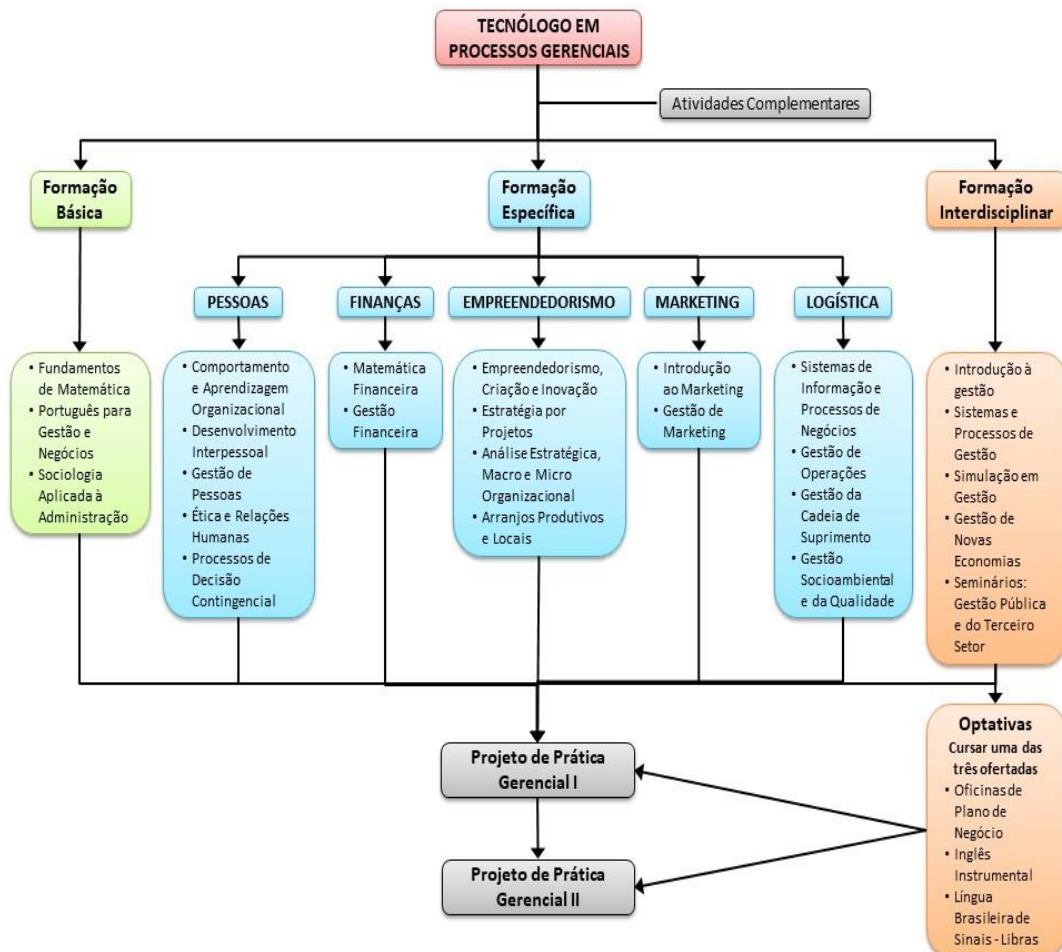 TECNÓLOGO EM
PROCESSOS GERENCIAIS
Atividades Complementares
Formação
Básica
Formação
Específica
Formação
Interdisciplinar
PESSOAS
FINANÇAS
EMPREENDEDORISMO
MARKETING
LOGÍSTICA
• Fundamentos
de Matemática
• Português para
Gestão e
Negócios
• Sociologia
Aplicada à
Administração
• Comportamento
e Aprendizagem
Organizacional
• Desenvolvimento
Interpessoal
• Gestão de
Pessoas
• Ética e Relações
Humanas
• Processos de
Decisão
Contingencial
• Matemática
Financeira
• Gestão
Financeira
• Empreendedorismo,
Criação e Inovação
• Estratégia por
Projetos
• Análise Estratégica,
Macro e Micro
Organizacional
• Arranjos Produtivos
e Locais
• Introdução
ao Marketing
• Gestão de
Marketing
• Sistemas de
Informação e
Processos de
Negócios
• Gestão de
Operações
• Gestão da
Cadeia de
Suprimento
• Gestão
Socioambiental
e da Qualidade
• Introdução à
gestão
• Sistemas e
Processos de
Gestão
• Simulação em
Gestão
• Gestão de
Novas
Economias
• Seminários:
Gestão Pública
e do Terceiro
Setor
Projeto de Prática
Gerencial I
Projeto de Prática
Gerencial II
Optativas
Cursar uma das
três ofertadas
• Oficinas de
Plano de
Negócio
• Inglês
Instrumental
• Língua
Brasileira de
Sinais - Libras